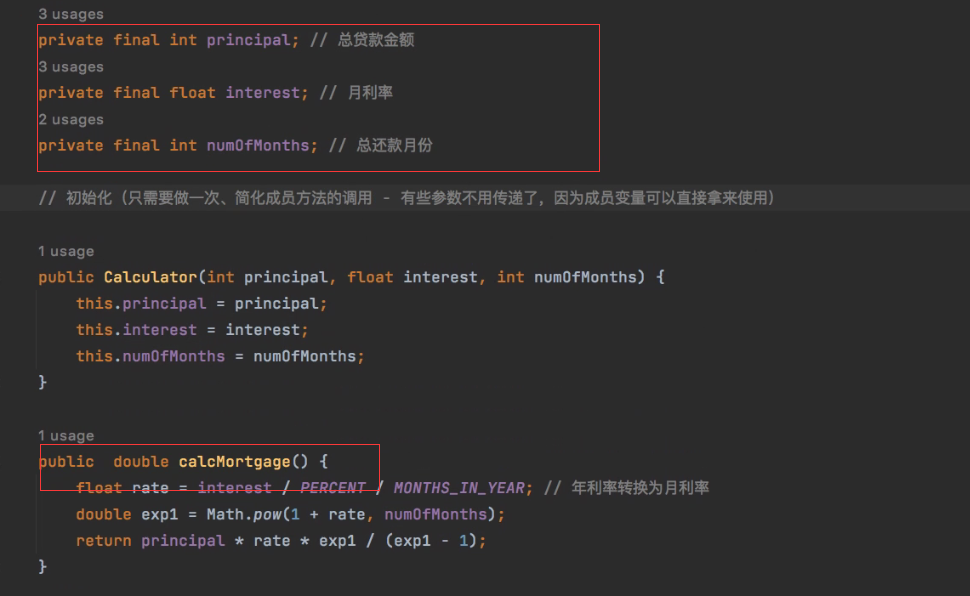 3 usages
private final int principal; // 总贷款金额
3 usages
private final float interest; // 月利率
2 usages
private final int numOfMonths; // 总还款月份
// 初始化（只需要做一次、简化成员方法的调用 - 有些参数不用传递了，因为成员变量可以直接拿来使用）
1 usage
public Calculator(int principal, float interest, int numOfMonths) {
this.principal = principal;
this.interest = interest;
this.numOfMonths = numOfMonths;
}
1 usage
public  double calcMortgage() {
float rate = interest / PERCENT / MONTHS_IN_YEAR; // 年利率转换为月利率
double exp1 = Math.pow(1 + rate, numOfMonths);
return principal * rate * exp1 / (exp1 - 1);
}